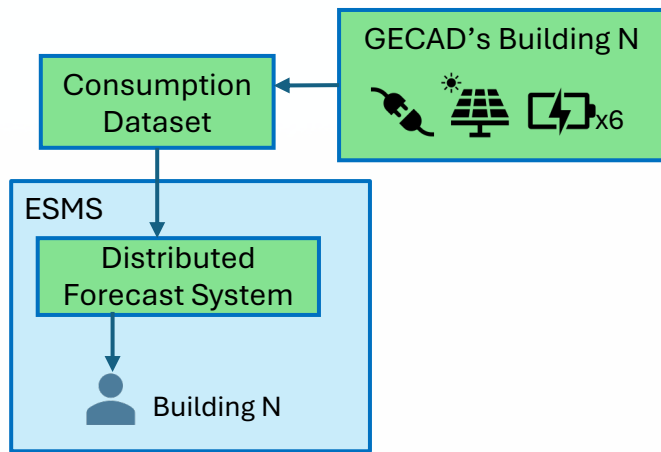 GECAD’s Building N
x6
Consumption
Dataset
ESMS
Distributed
Forecast System
Building N